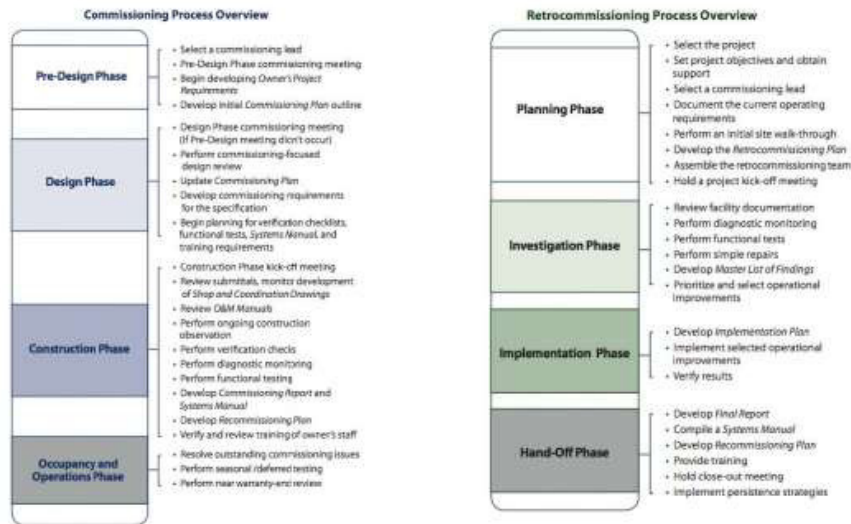 Commissioning Process Overview
Pre-Design Phase
• Select a commissioning lead
• Pre-Design Phase commissioning meeting
• Begin developing Owner's Project
Requirements
• Develop Initial Commissioning Plan outline
Design Phase
• Design Phase commissioning meeting
(If Pre-Design meeting didn't occur)
• Perform commissioning-focused
design review
• Update Commissioning Plan
• Develop commissioning requirements
for the specification
• Begin planning for verification checklists,
functional tests, Systems Manual, and
training requirements
Construction Phase
• Construction Phase kick-off meeting
• Review submittals, monitor development
of Shop and Coordination Drawings
• Review O&M Manuals
• Perform ongoing construction
observation
• Perform verification checks
• Perform diagnostic monitoring
• Perform functional testing
• Develop Commissioning Report and
Systems Manual
• Develop Recommissioning Plan
• Verify and review training of owner's staff
Occupancy and
Operations Phase
• Resolve outstanding commissioning issues
• Perform seasonal /deferred testing
• Perform near warranty-end review
Retrocommissioning Process Overview
Planning Phase
• Select the project
• Set project objectives and obtain
support
• Select a commissioning lead
• Document the current operating
requirements
• Perform an initial site walk-through
• Develop the Retrocommissioning Plan
• Assemble the retrocommissioning team
• Hold a project kick-off meeting
Investigation Phase
• Review facility documentation
• Perform diagnostic monitoring
• Perform functional tests
• Perform simple repairs
• Develop Master List of Findings
• Prioritize and select operational
improvements
Implementation Phase
• Develop Implementation Plan
• Implement selected operational
improvements
• Verify results
Hand-Off Phase
• Develop Final Report
• Compile a Systems Manual
• Develop Recommissioning Plan
• Provide training
• Hold close-out meeting
• Implement persistence strategies